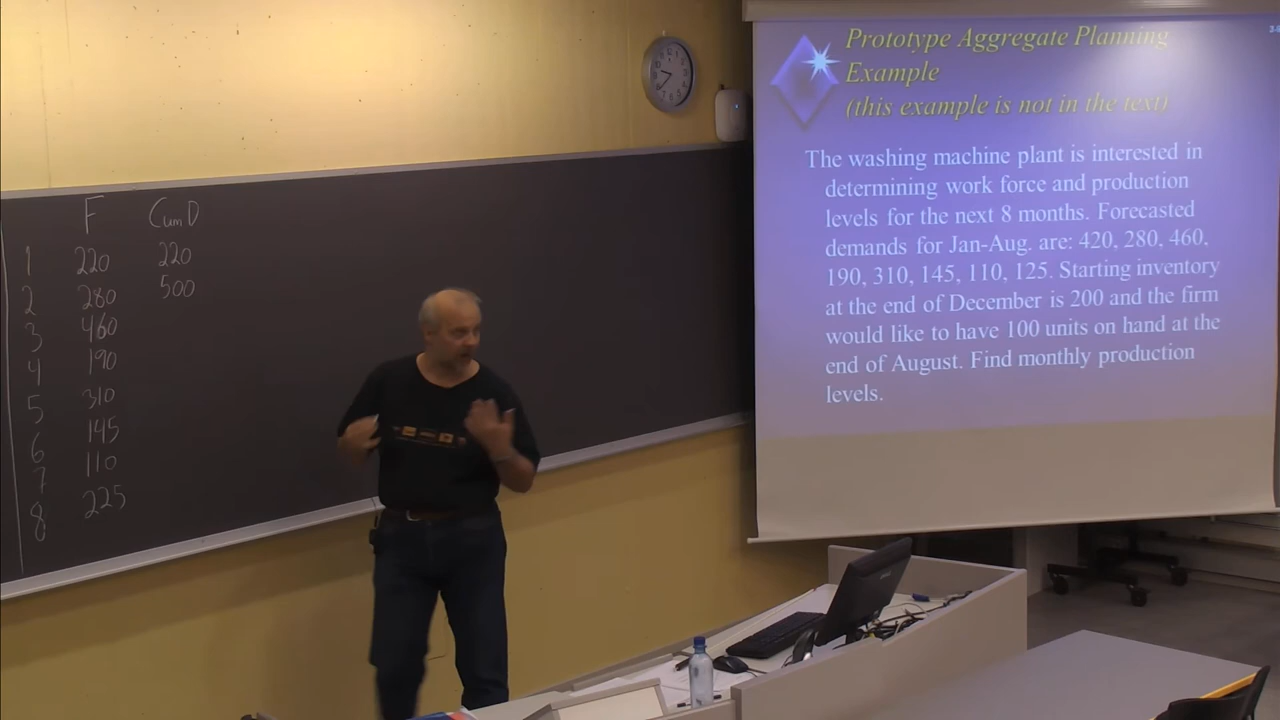 F CumD
1 220 220
2 280 500
3 460
4 190
5 310
6 145
7 110
8 225
Prototype Aggregate Planning
Example
(this example is not in the text)
The washing machine plant is interested in
determining work force and production
levels for the next 8 months. Forecasted
demands for Jan-Aug. are: 420, 280, 460,
190, 310, 145, 110, 125. Starting inventory
at the end of December is 200 and the firm
would like to have 100 units on hand at the
end of August. Find monthly production
levels.